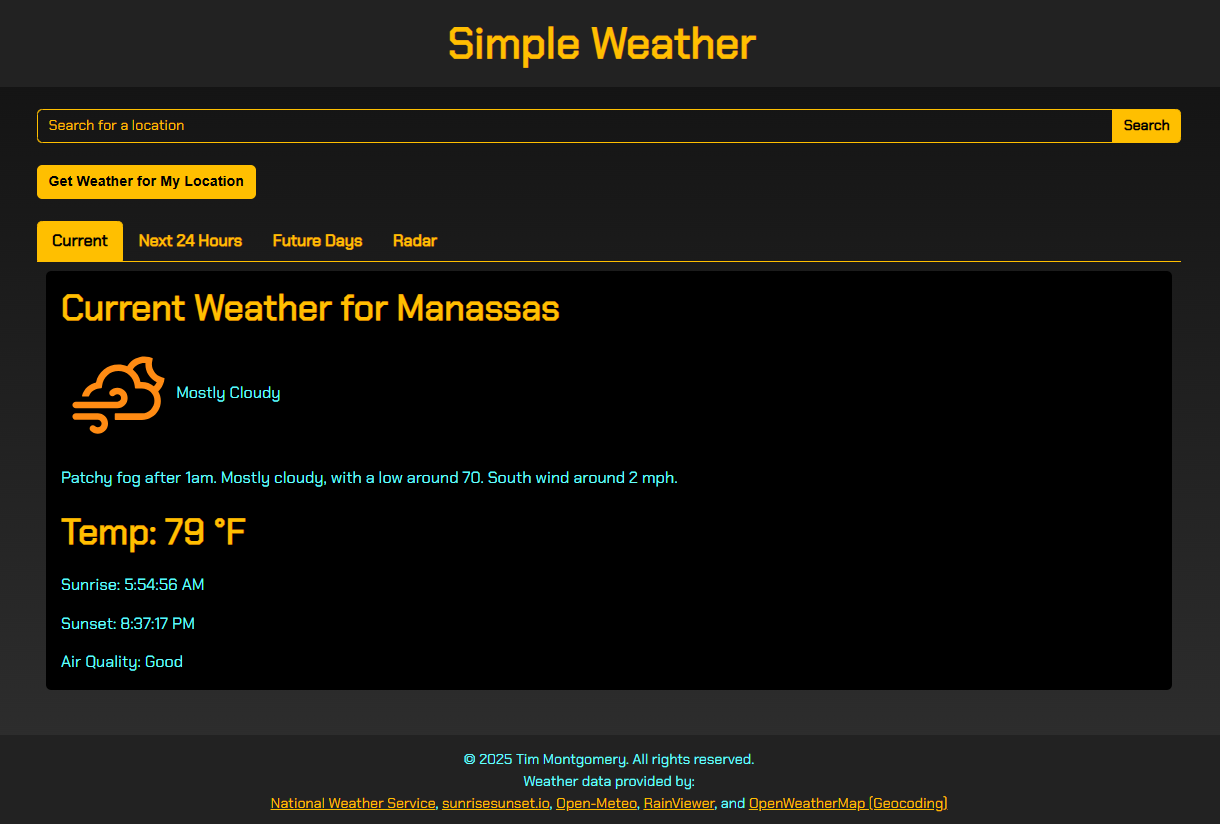 Simple Weather
Search for a location Search
Get Weather for My Location
Current Next 24 Hours Future Days Radar
Current Weather for Manassas
Mostly Cloudy
Patchy fog after 1am. Mostly cloudy, with a low around 70. South wind around 2 mph.
Temp: 79 °F
Sunrise: 5:54:56 AM
Sunset: 8:37:17 PM
Air Quality: Good
© 2025 Tim Montgomery. All rights reserved.
Weather data provided by:
National Weather Service, sunrisesunset.io, Open-Meteo, RainViewer, and OpenWeatherMap (Geocoding)